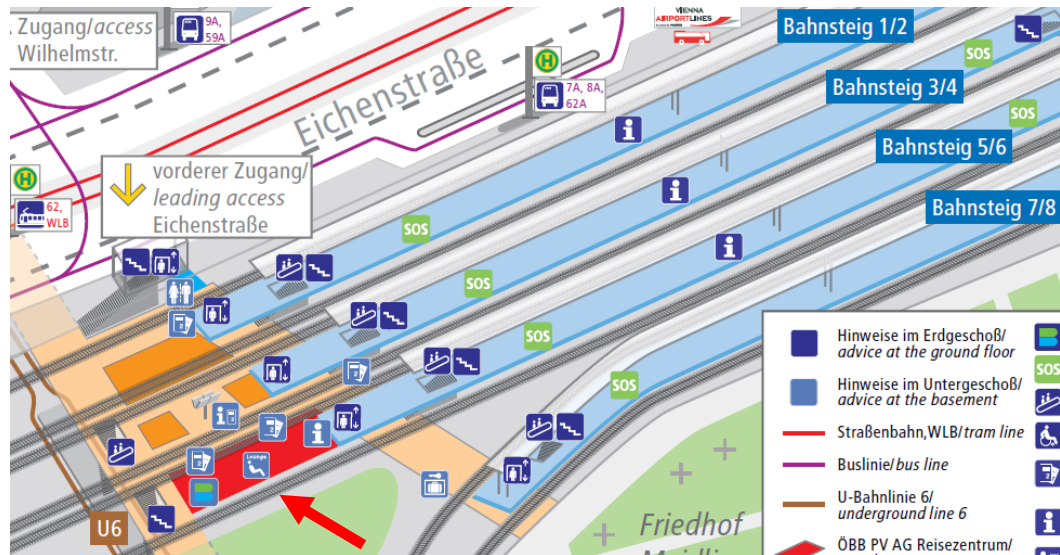 Zugang/access
Wilhelmstr.
9A,
59A
H
7A, 8A,
62A
VIENNA
AIRPORTLINES
Eichenstraße
Bahnsteig 1/2
Bahnsteig 3/4
Bahnsteig 5/6
Bahnsteig 7/8
SOS
SOS
SOS
SOS
SOS
SOS
i
i
i
H
62,
WLB
vorderer Zugang/
leading access
Eichenstraße
i
i
Lounge
U6
Friedhof
Hinweise im Erdgeschoß/
advice at the ground floor
SOS
Hinweise im Untergeschoß/
advice at the basement
Straßenbahn,WLB/tram line
Buslinie/bus line
U-Bahnlinie 6/
underground line 6
i
ÖBB PV AG Reisezentrum/